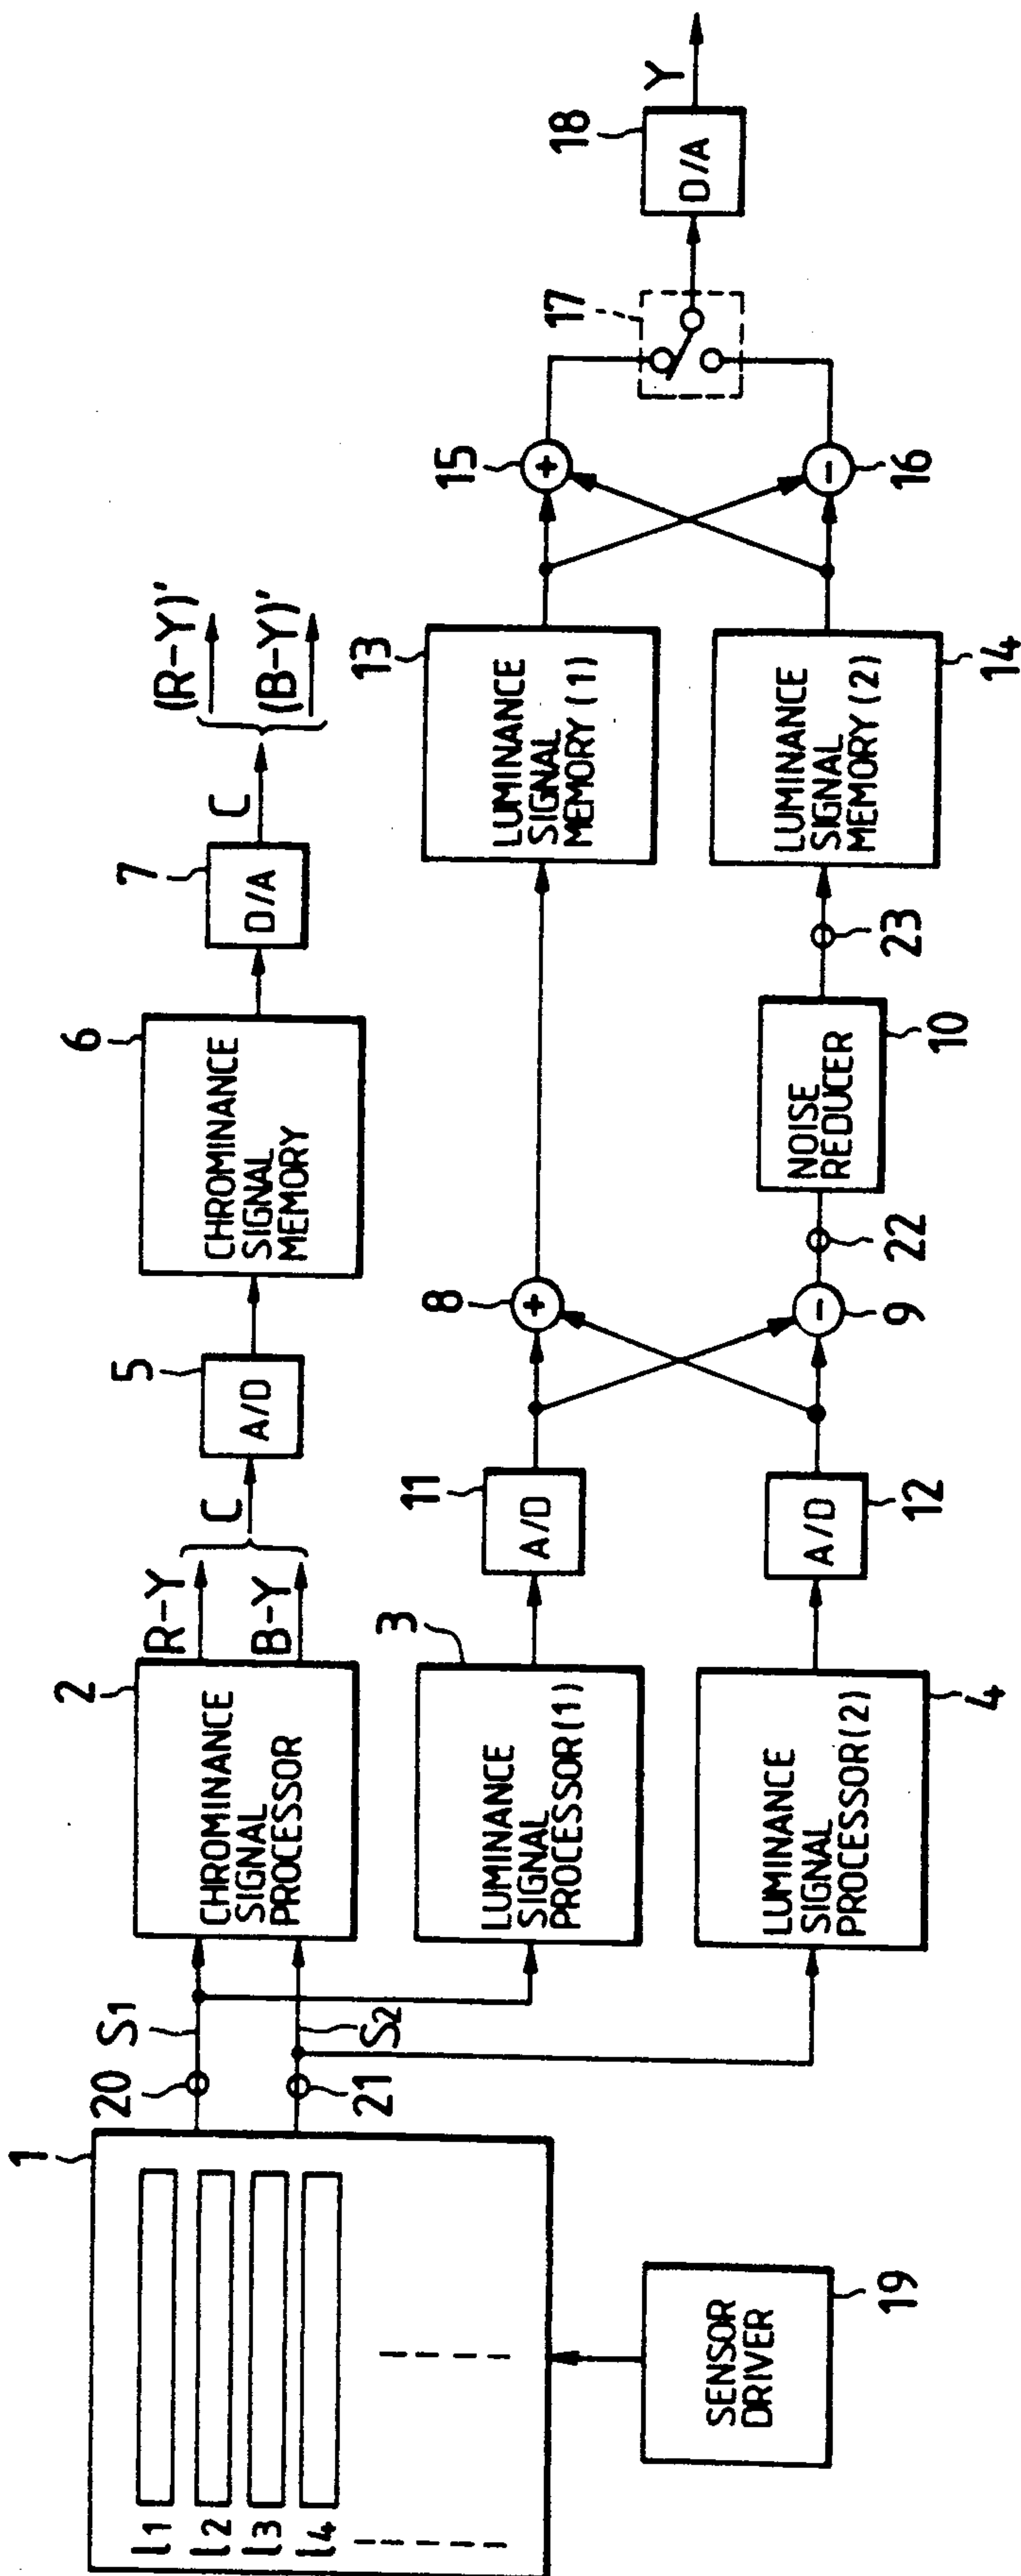 1
l1
l2
l3
l4
20
S1
21
S2
SENSOR
DRIVER
19
2
CHROMINANCE
SIGNAL
PROCESSOR
R-Y
B-Y
C
5
A/D
6
CHROMINANCE
SIGNAL
MEMORY
7
D/A
C
(R-Y)'
(B-Y)'
3
LUMINANCE
SIGNAL
PROCESSOR(1)
11
A/D
8
+
13
LUMINANCE
SIGNAL
MEMORY (1)
15
+
17
18
D/A
Y
4
LUMINANCE
SIGNAL
PROCESSOR(2)
12
A/D
9
-
22
NOISE
REDUCER
10
23
14
LUMINANCE
SIGNAL
MEMORY (2)
16
-